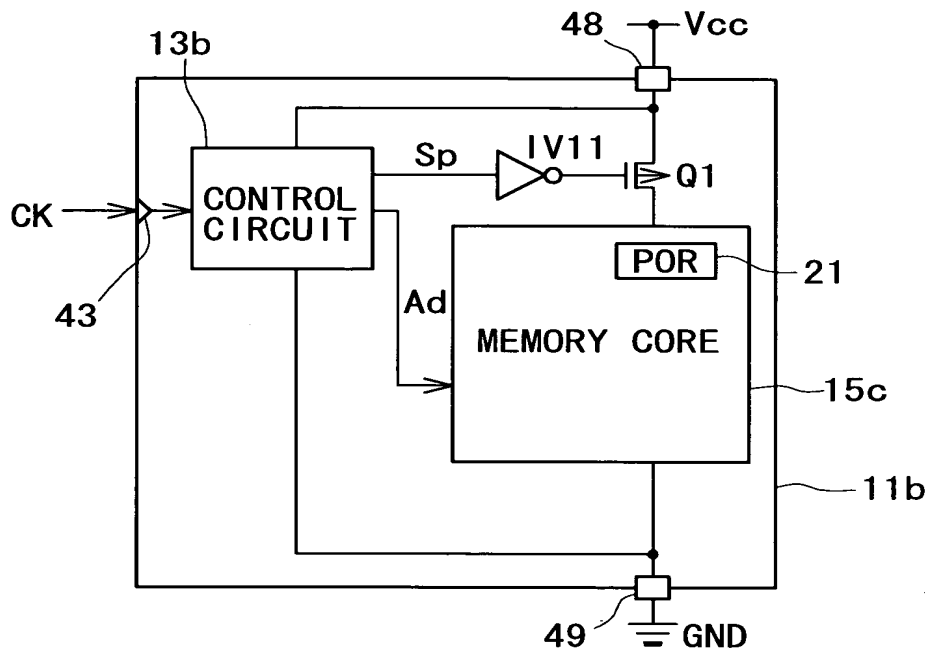 48
Vcc
13b
Sp
IV11
Q1
CK
CONTROL
CIRCUIT
43
Ad
POR
21
MEMORY CORE
15c
11b
49
GND